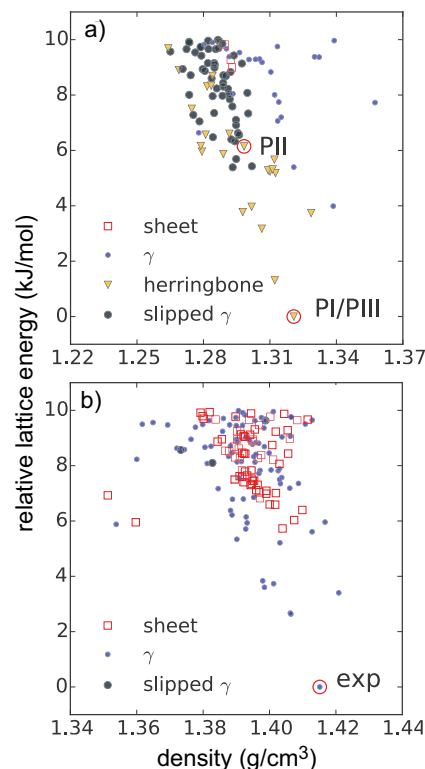 a)
10
8
6
4
2
0
PII
PI/PIII
sheet
γ
herringbone
slipped γ
1.22
1.25
1.28
1.31
1.34
1.37
relative lattice energy (kJ/mol)
b)
10
8
6
4
2
0
sheet
γ
slipped γ
exp
1.34
1.36
1.38
1.40
1.42
1.44
density (g/cm³)